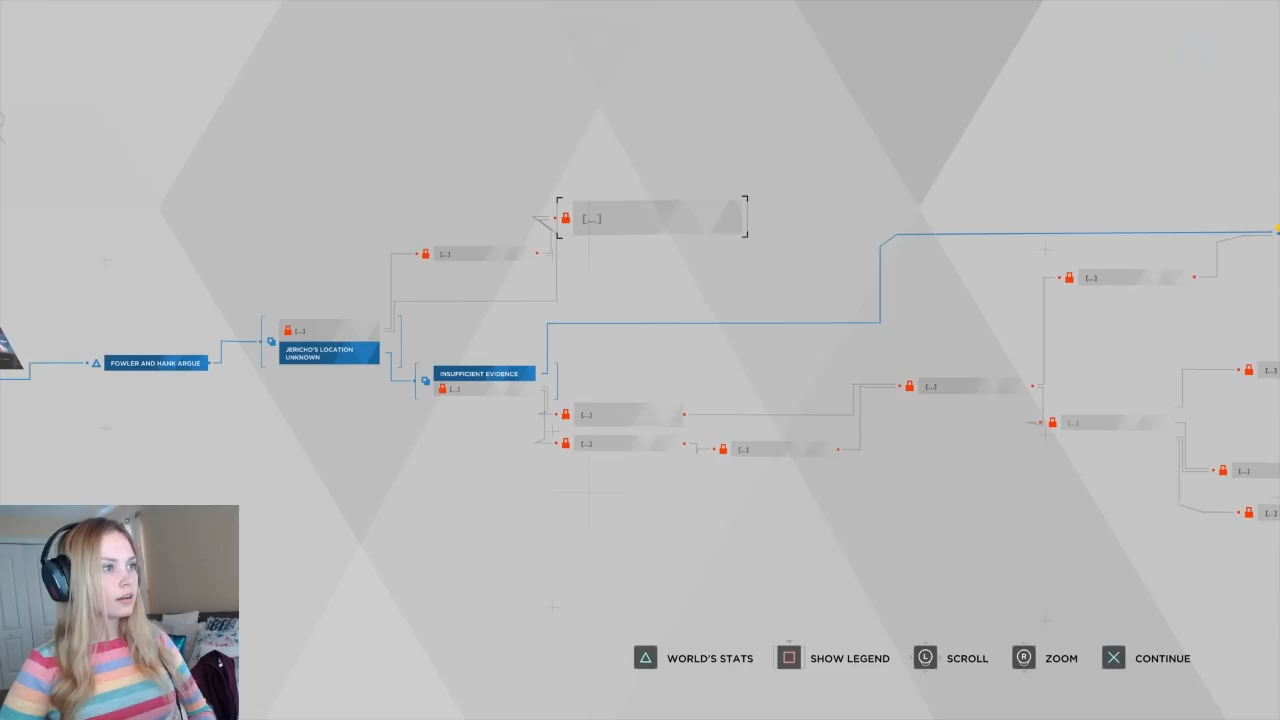 [...]
[...]
[...]
[...]
JERICHO'S LOCATION
UNKNOWN
FOWLER AND HANK ARGUE
INSUFFICIENT EVIDENCE
[...]
[...]
[...]
[...]
[...]
[...]
[...]
[...]
[...]
WORLD'S STATS
SHOW LEGEND
L SCROLL
R ZOOM
CONTINUE